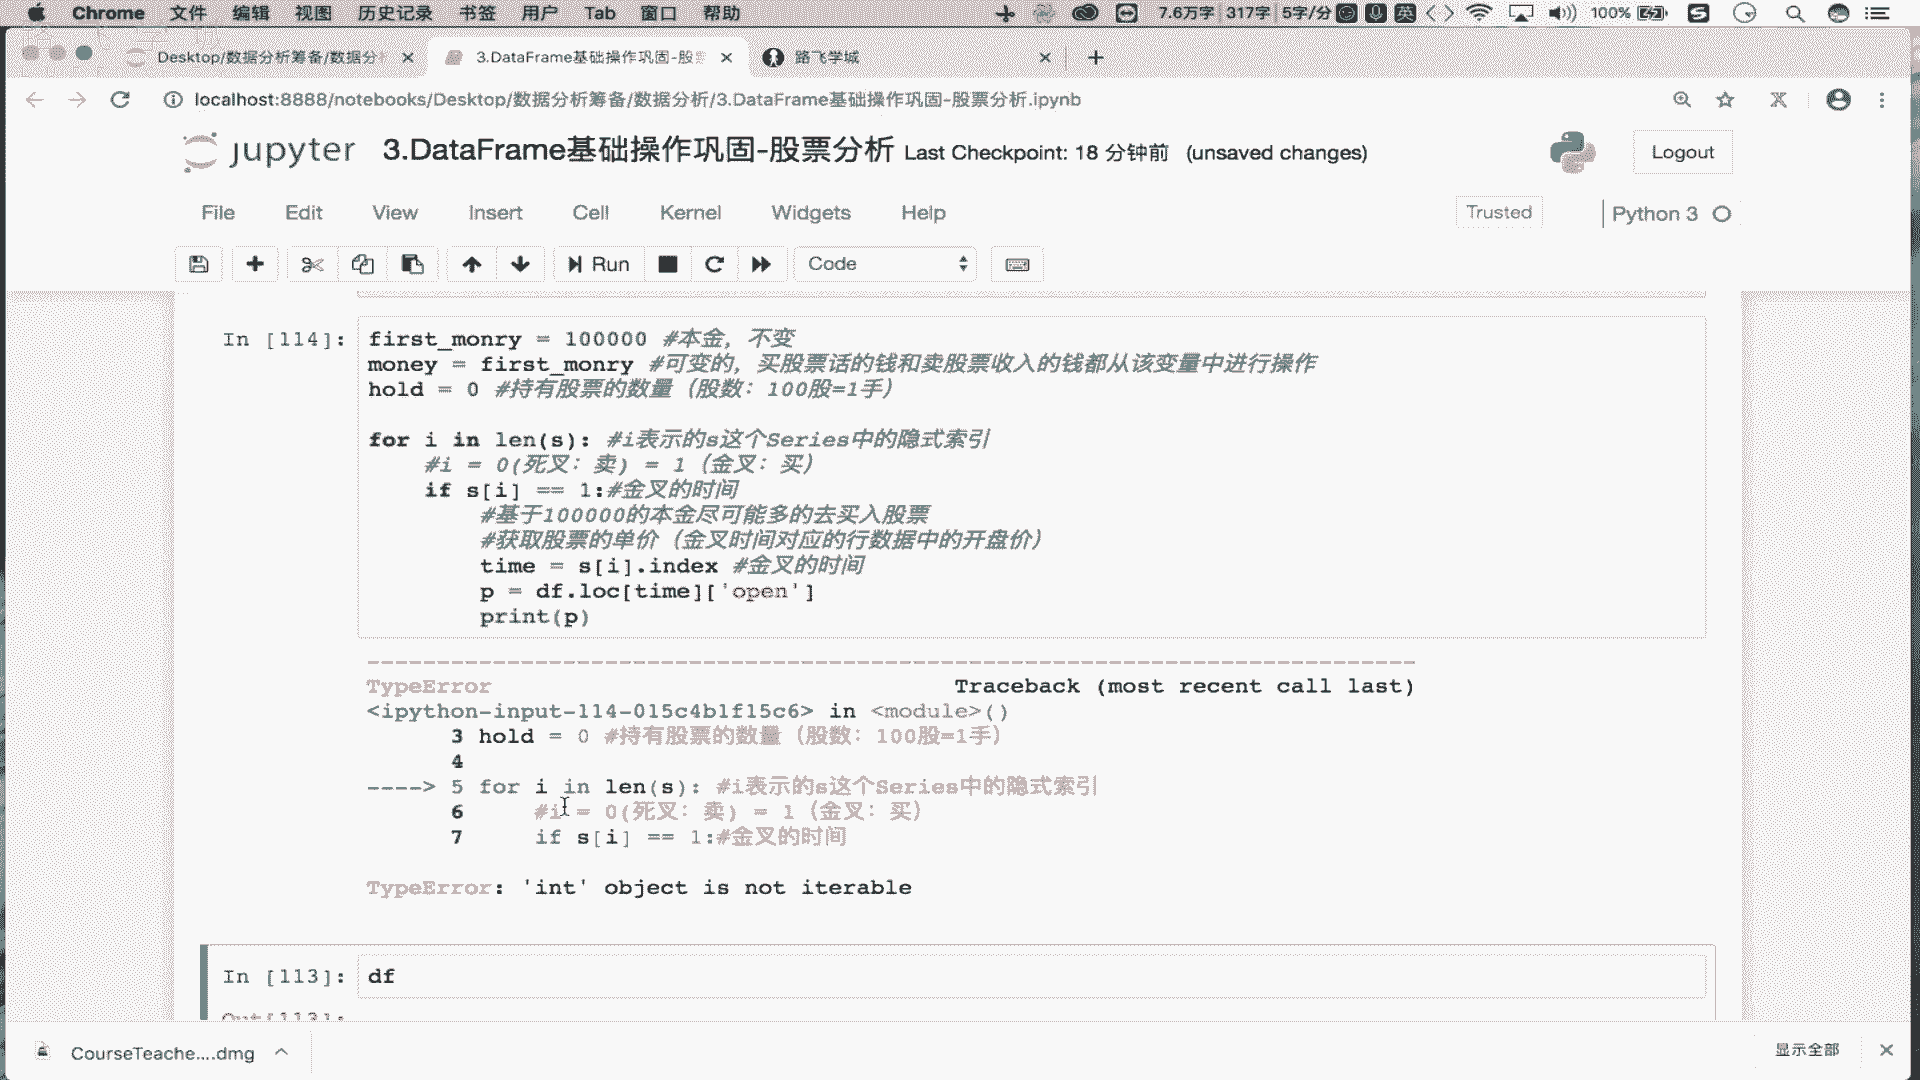 Chrome 文件 编辑 视图 历史记录 书签 用户 Tab 窗口 帮助 7.6万字 317字 5字/分 英 100%
Desktop/数据分析筹备/数据分 3.DataFrame基础操作巩固-股 路飞学城
localhost:8888/notebooks/Desktop/数据分析筹备/数据分析/3.DataFrame基础操作巩固-股票分析.ipynb
jupyter 3.DataFrame基础操作巩固-股票分析 Last Checkpoint: 18 分钟前 (unsaved changes) Logout
File Edit View Insert Cell Kernel Widgets Help Trusted Python 3
Run Code
In [114]: first_monry = 100000 #本金，不变
money = first_monry #可变的，买股票话的钱和卖股票收入的钱都从该变量中进行操作
hold = 0 #持有股票的数量（股数：100股=1手）
for i in len(s): #i表示的s这个Series中的隐式索引
#i = 0(死叉：卖) = 1（金叉：买）
if s[i] == 1:#金叉的时间
#基于100000的本金尽可能多的去买入股票
#获取股票的单价（金叉时间对应的行数据中的开盘价）
time = s[i].index #金叉的时间
p = df.loc[time]['open']
print(p)
---------------------------------------------------------------------------
TypeError Traceback (most recent call last)
<ipython-input-114-015c4b1f15c6> in <module>()
3 hold = 0 #持有股票的数量（股数：100股=1手）
4
----> 5 for i in len(s): #i表示的s这个Series中的隐式索引
6 #i = 0(死叉：卖) = 1（金叉：买）
7 if s[i] == 1:#金叉的时间
TypeError: 'int' object is not iterable
In [113]: df
Out[113]:
CourseTeache....dmg 显示全部